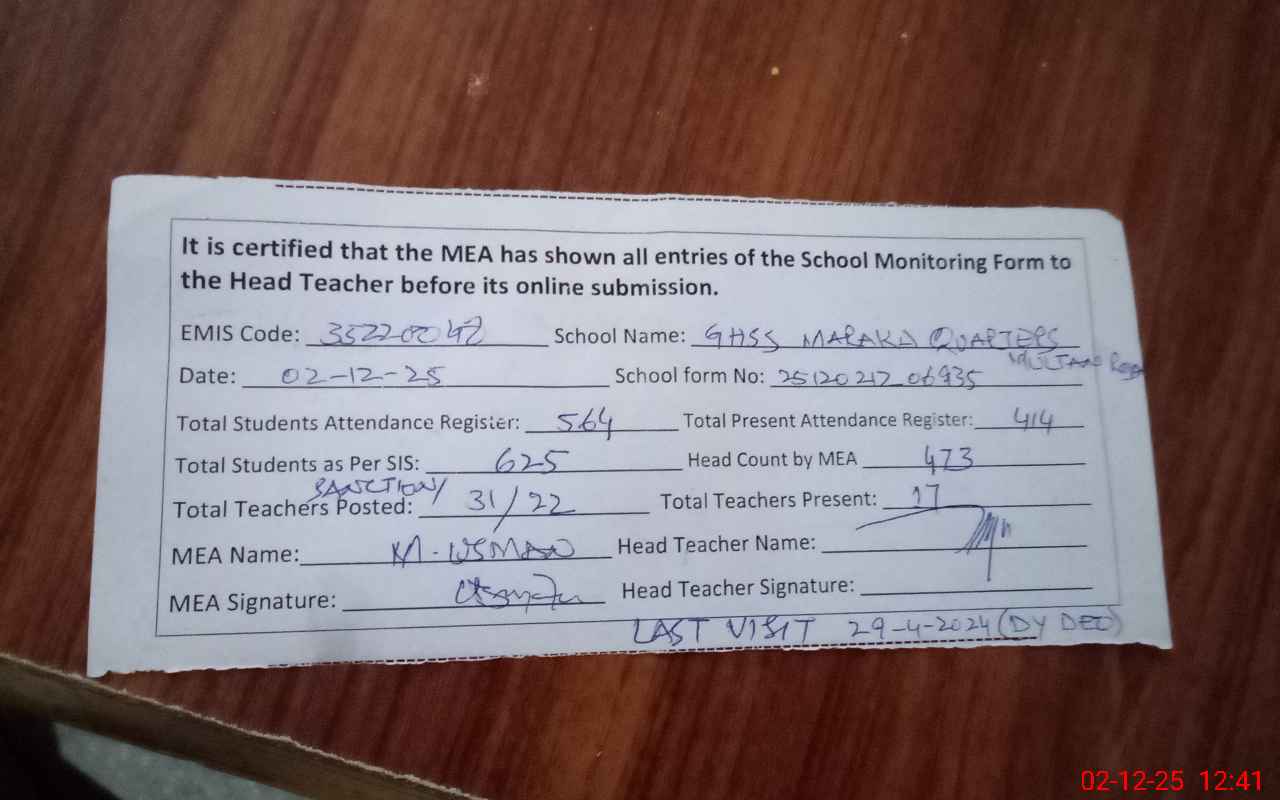 It is certified that the MEA has shown all entries of the School Monitoring Form to
the Head Teacher before its online submission.
EMIS Code: 35220042 School Name: GHSS MARAKA QUARTERS
MULTAN Road
Date: 02-12-25 School form No: 25120217_06935
Total Students Attendance Register: 564 Total Present Attendance Register: 414
Total Students as Per SIS: 625 Head Count by MEA 473
SANCTION/
Total Teachers Posted: 31/22 Total Teachers Present: 17
MEA Name: M. USMAN Head Teacher Name:
MEA Signature: Head Teacher Signature:
LAST VISIT 29-4-2024 (DY DEO)
02-12-25 12:41